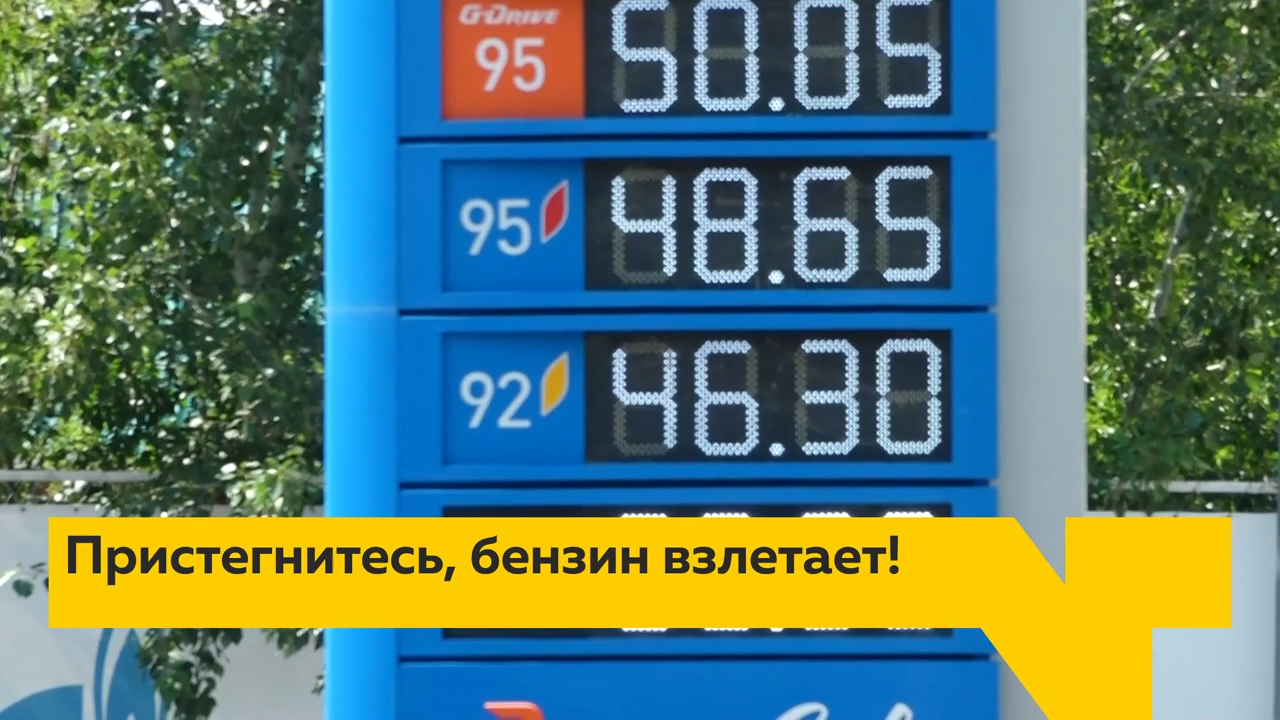 G-DRIVE
95 50.05
95 48.65
92 46.30
Пристегнитесь, бензин взлетает!